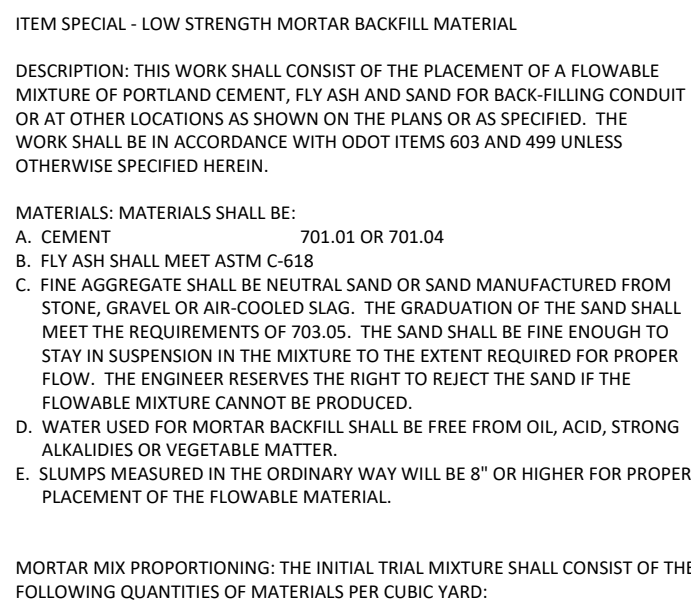 ITEM SPECIAL - LOW STRENGTH MORTAR BACKFILL MATERIAL
DESCRIPTION: THIS WORK SHALL CONSIST OF THE PLACEMENT OF A FLOWABLE
MIXTURE OF PORTLAND CEMENT, FLY ASH AND SAND FOR BACK-FILLING CONDUIT
OR AT OTHER LOCATIONS AS SHOWN ON THE PLANS OR AS SPECIFIED. THE
WORK SHALL BE IN ACCORDANCE WITH ODOT ITEMS 603 AND 499 UNLESS
OTHERWISE SPECIFIED HEREIN.
MATERIALS: MATERIALS SHALL BE:
A. CEMENT 701.01 OR 701.04
B. FLY ASH SHALL MEET ASTM C-618
C. FINE AGGREGATE SHALL BE NEUTRAL SAND OR SAND MANUFACTURED FROM
STONE, GRAVEL OR AIR-COOLED SLAG. THE GRADUATION OF THE SAND SHALL
MEET THE REQUIREMENTS OF 703.05. THE SAND SHALL BE FINE ENOUGH TO
STAY IN SUSPENSION IN THE MIXTURE TO THE EXTENT REQUIRED FOR PROPER
FLOW. THE ENGINEER RESERVES THE RIGHT TO REJECT THE SAND IF THE
FLOWABLE MIXTURE CANNOT BE PRODUCED.
D. WATER USED FOR MORTAR BACKFILL SHALL BE FREE FROM OIL, ACID, STRONG
ALKALIDIES OR VEGETABLE MATTER.
E. SLUMPS MEASURED IN THE ORDINARY WAY WILL BE 8" OR HIGHER FOR PROPER
PLACEMENT OF THE FLOWABLE MATERIAL.
MORTAR MIX PROPORTIONING: THE INITIAL TRIAL MIXTURE SHALL CONSIST OF THE
FOLLOWING QUANTITIES OF MATERIALS PER CUBIC YARD: